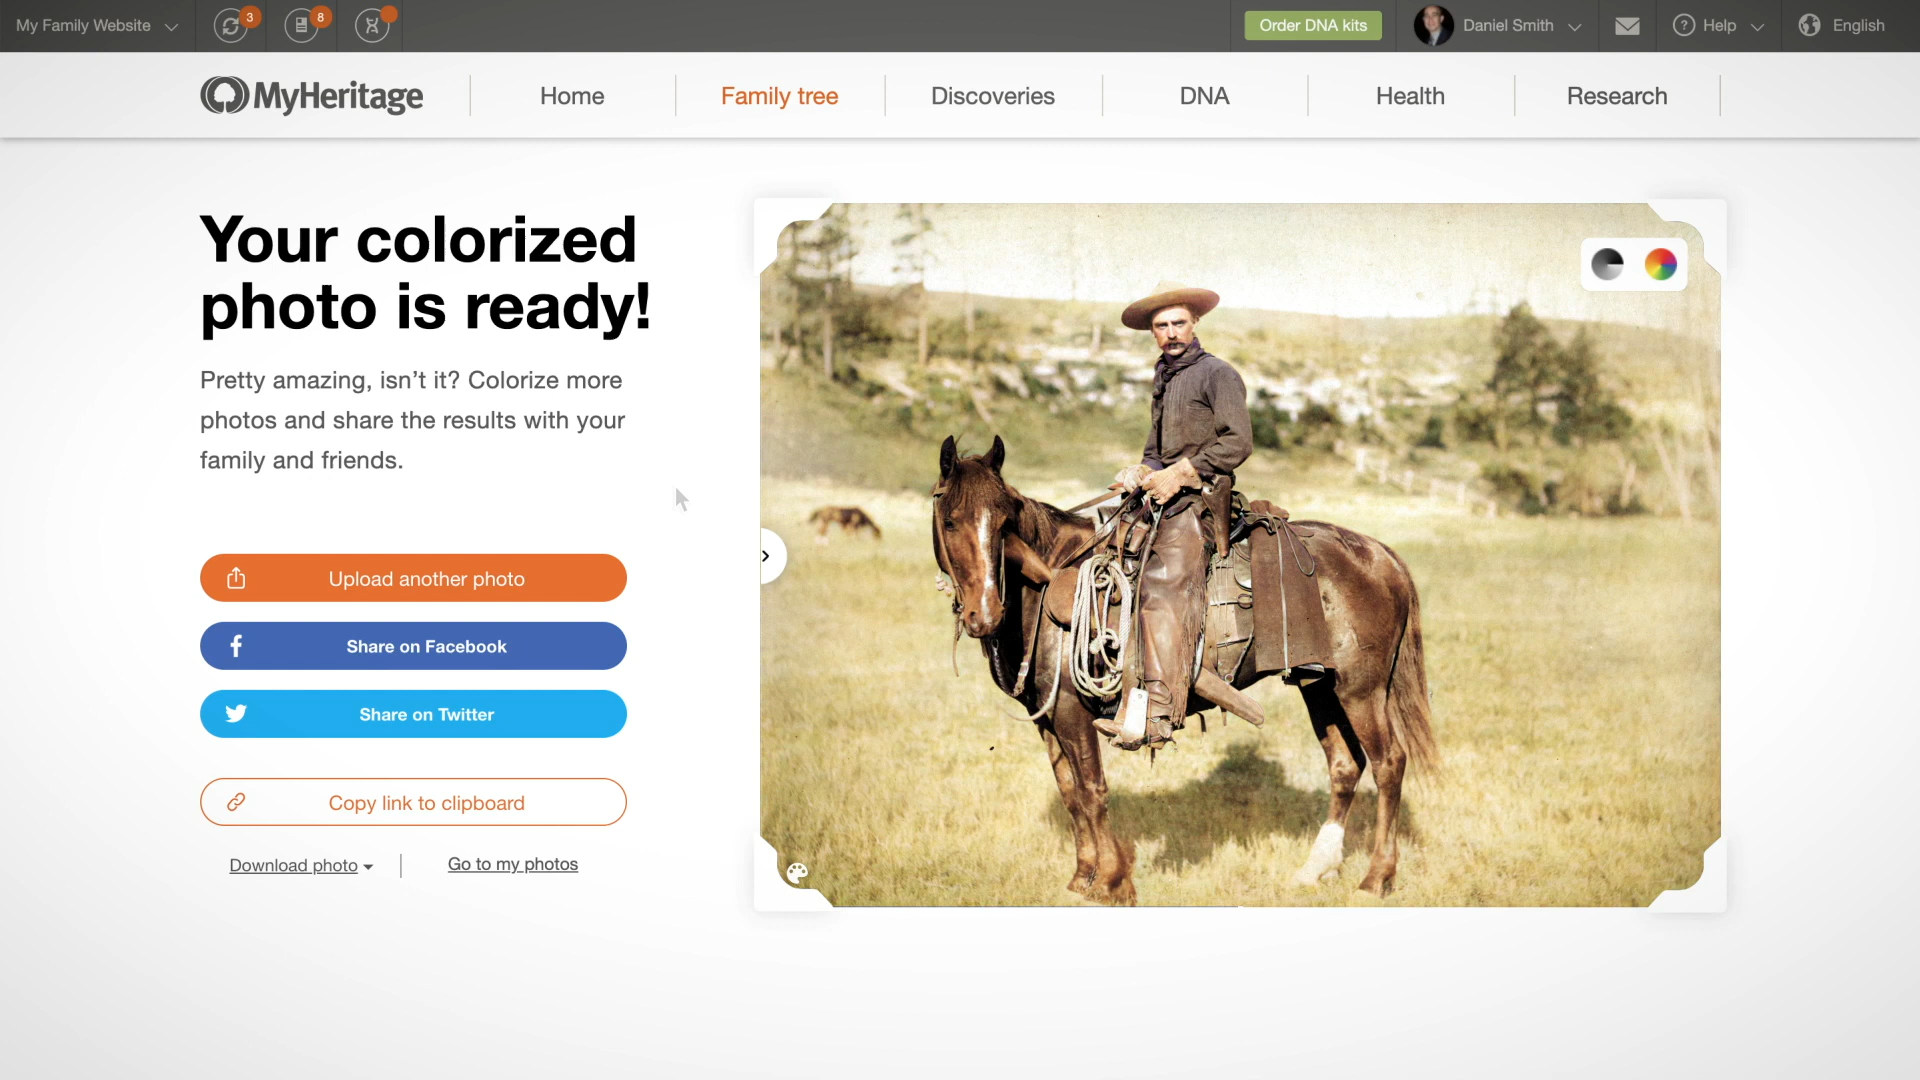 My Family Website
3
8
Order DNA kits
Daniel Smith
? Help
English
MyHeritage
Home
Family tree
Discoveries
DNA
Health
Research
Your colorized
photo is ready!
Pretty amazing, isn’t it? Colorize more
photos and share the results with your
family and friends.
Upload another photo
Share on Facebook
Share on Twitter
Copy link to clipboard
Download photo
Go to my photos